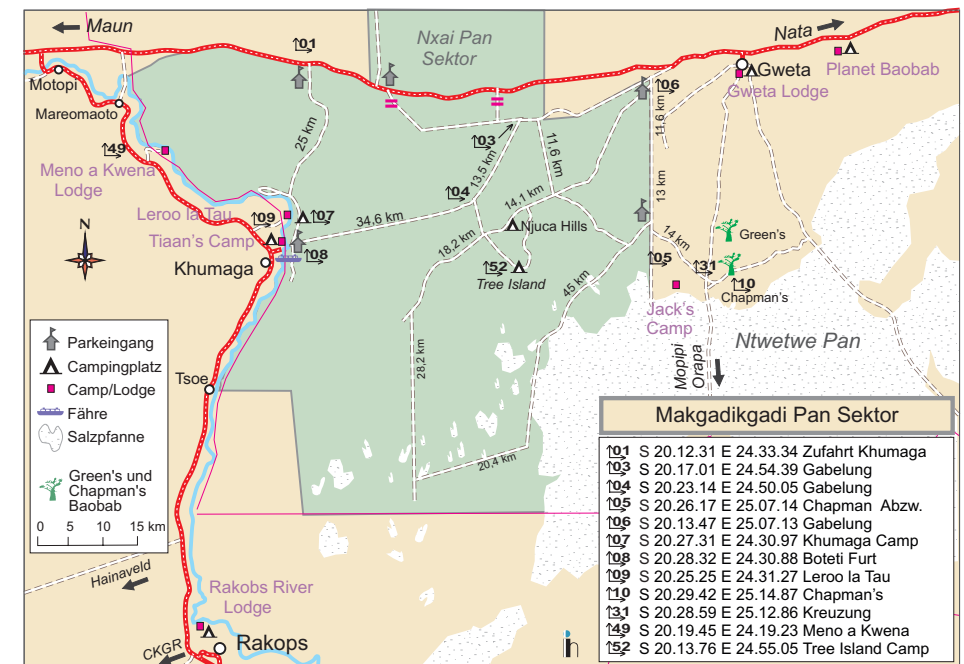 Maun
01
Nxai Pan
Sektor
Nata
Planet Baobab
Gweta
Gweta Lodge
Motopi
Mareomaoto
49
Meno a Kwena
Lodge
25 km
03
13,5 km
11.6 km
06
11,6 km
13 km
04
14,1 km
34,6 km
Leroo la Tau
09
07
Tiaan's Camp
Khumaga
08
N
18,2 km
Njuca Hills
52
Tree Island
45 km
14 km
05
31
10
Green's
Chapman's
Jack's
Camp
Ntwetwe Pan
Mopipi
Orapa
28,2 km
20,4 km
Tsoe
Parkeingang
Campingplatz
Camp/Lodge
Fähre
Salzpfanne
Green's und
Chapman's
Baobab
0 5 10 15 km
Hainaveld
Rakobs River
Lodge
Rakops
CKGR
Makgadikgadi Pan Sektor
01 S 20.12.31 E 24.33.34 Zufahrt Khumaga
03 S 20.17.01 E 24.54.39 Gabelung
04 S 20.23.14 E 24.50.05 Gabelung
05 S 20.26.17 E 25.07.14 Chapman Abzw.
06 S 20.13.47 E 25.07.13 Gabelung
07 S 20.27.31 E 24.30.97 Khumaga Camp
08 S 20.28.32 E 24.30.88 Boteti Furt
09 S 20.25.25 E 24.31.27 Leroo la Tau
10 S 20.29.42 E 25.14.87 Chapman's
31 S 20.28.59 E 25.12.86 Kreuzung
49 S 20.19.45 E 24.19.23 Meno a Kwena
52 S 20.13.76 E 24.55.05 Tree Island Camp